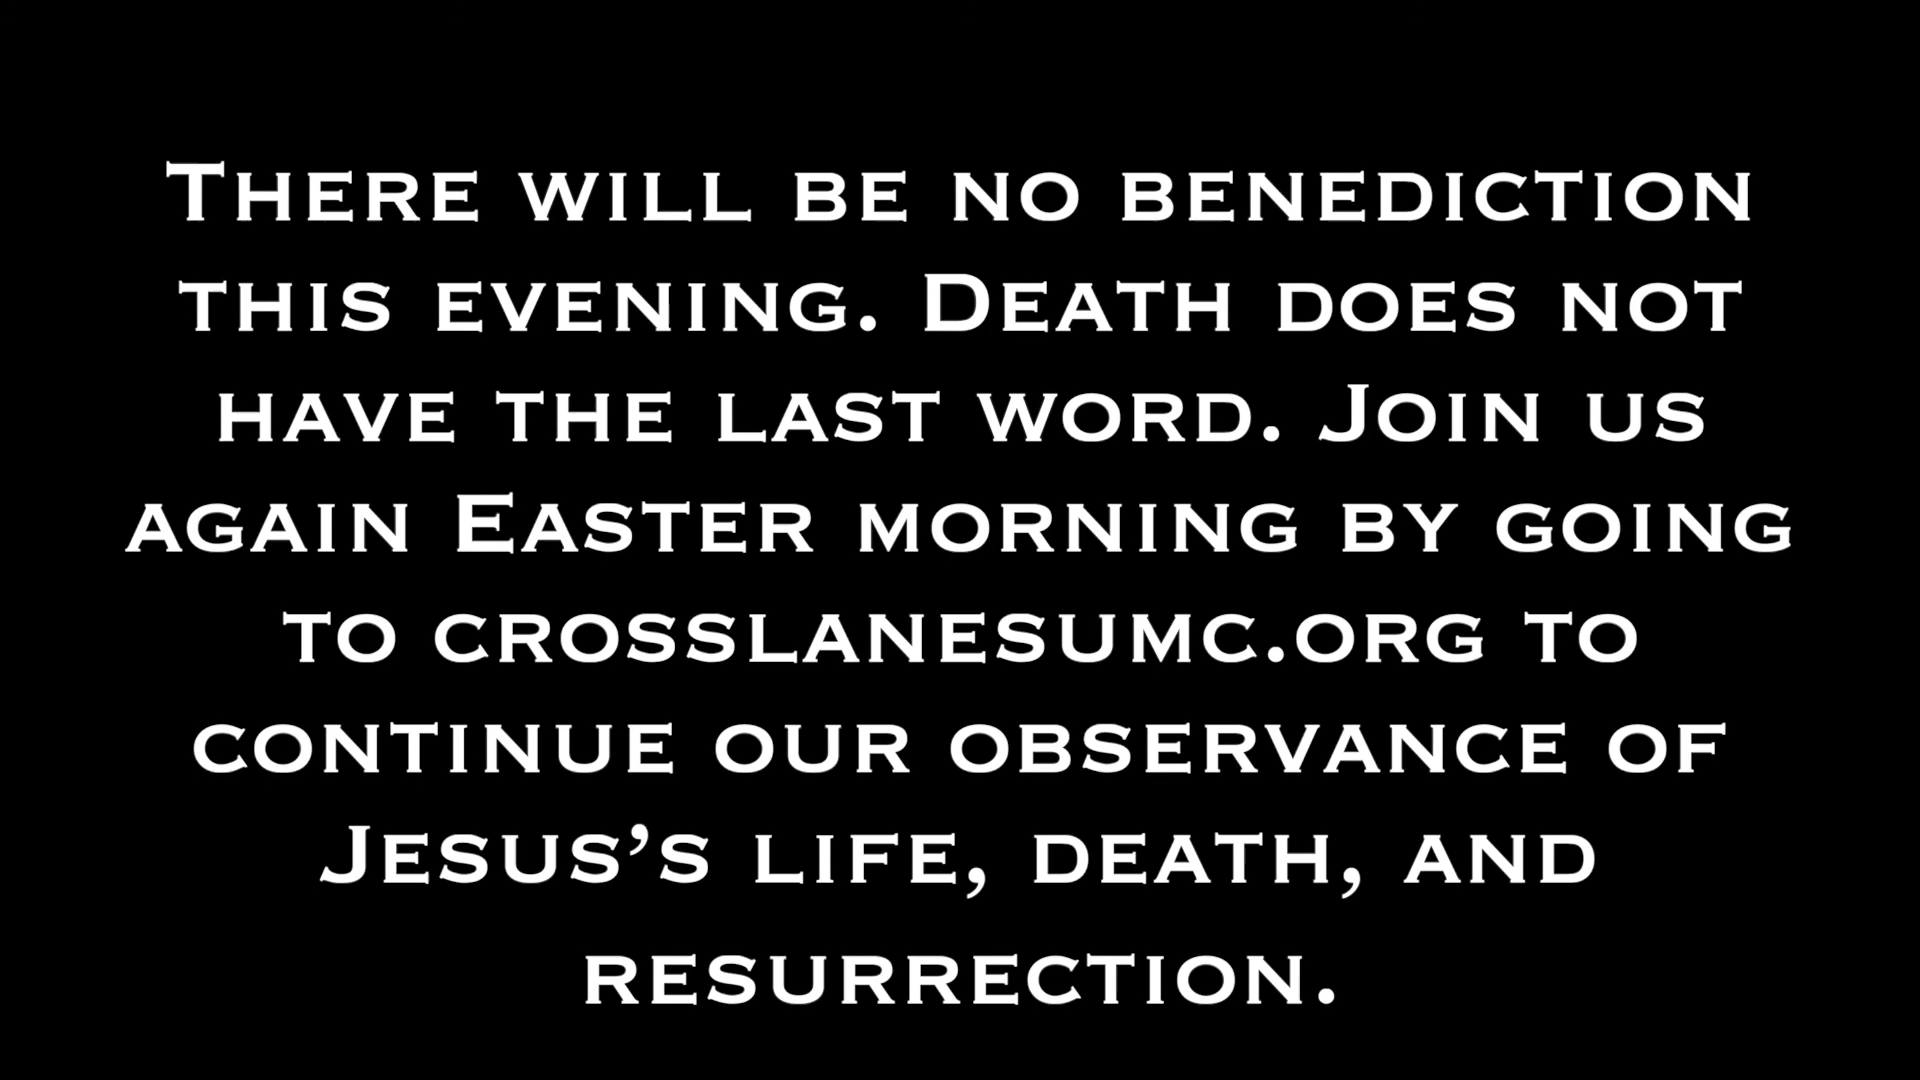 There will be no benediction
this evening. Death does not
have the last word. Join us
again Easter morning by going
to crosslanesumc.org to
continue our observance of
Jesus’s life, death, and
resurrection.